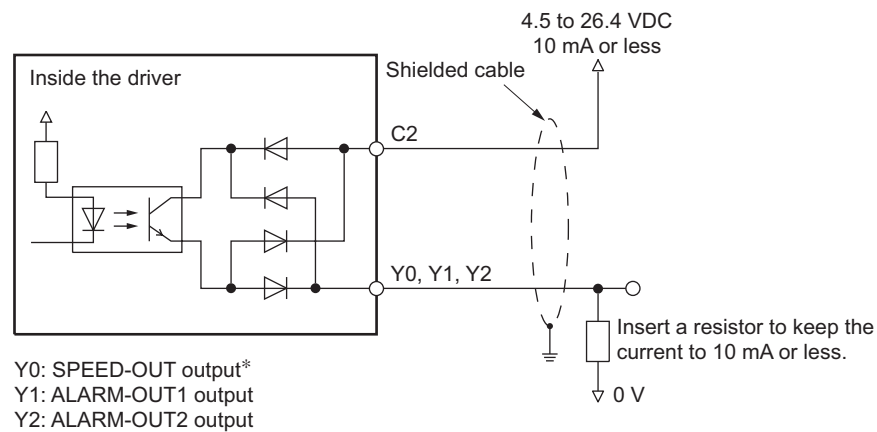 4.5 to 26.4 VDC
10 mA or less
Inside the driver
Shielded cable
C2
Y0, Y1, Y2
Insert a resistor to keep the
current to 10 mA or less.
0 V
Y0: SPEED-OUT output*
Y1: ALARM-OUT1 output
Y2: ALARM-OUT2 output